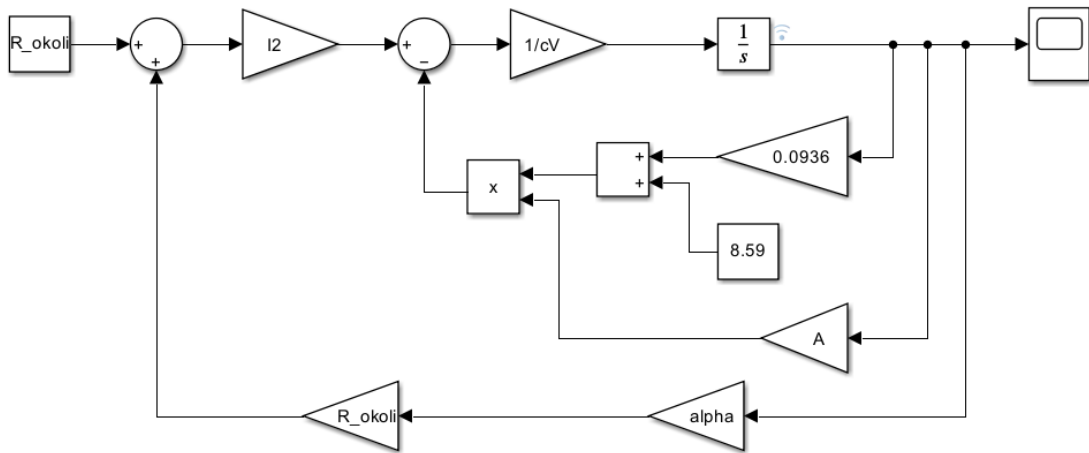 R_okoli
+
+
I2
+
−
1/cV
1
s
0.0936
+
+
x
8.59
A
R_okoli
alpha